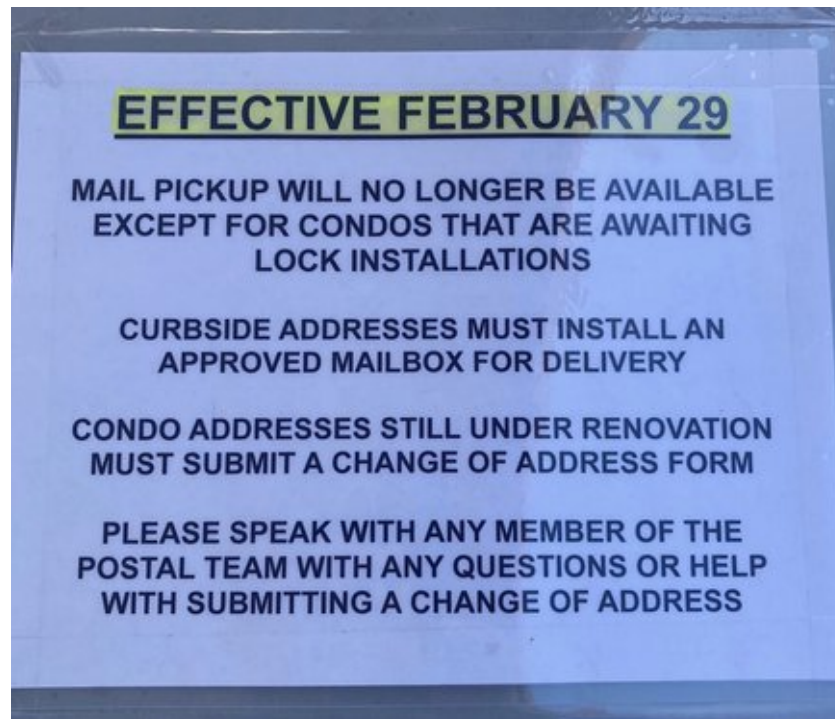 EFFECTIVE FEBRUARY 29
MAIL PICKUP WILL NO LONGER BE AVAILABLE
EXCEPT FOR CONDOS THAT ARE AWAITING
LOCK INSTALLATIONS
CURBSIDE ADDRESSES MUST INSTALL AN
APPROVED MAILBOX FOR DELIVERY
CONDO ADDRESSES STILL UNDER RENOVATION
MUST SUBMIT A CHANGE OF ADDRESS FORM
PLEASE SPEAK WITH ANY MEMBER OF THE
POSTAL TEAM WITH ANY QUESTIONS OR HELP
WITH SUBMITTING A CHANGE OF ADDRESS